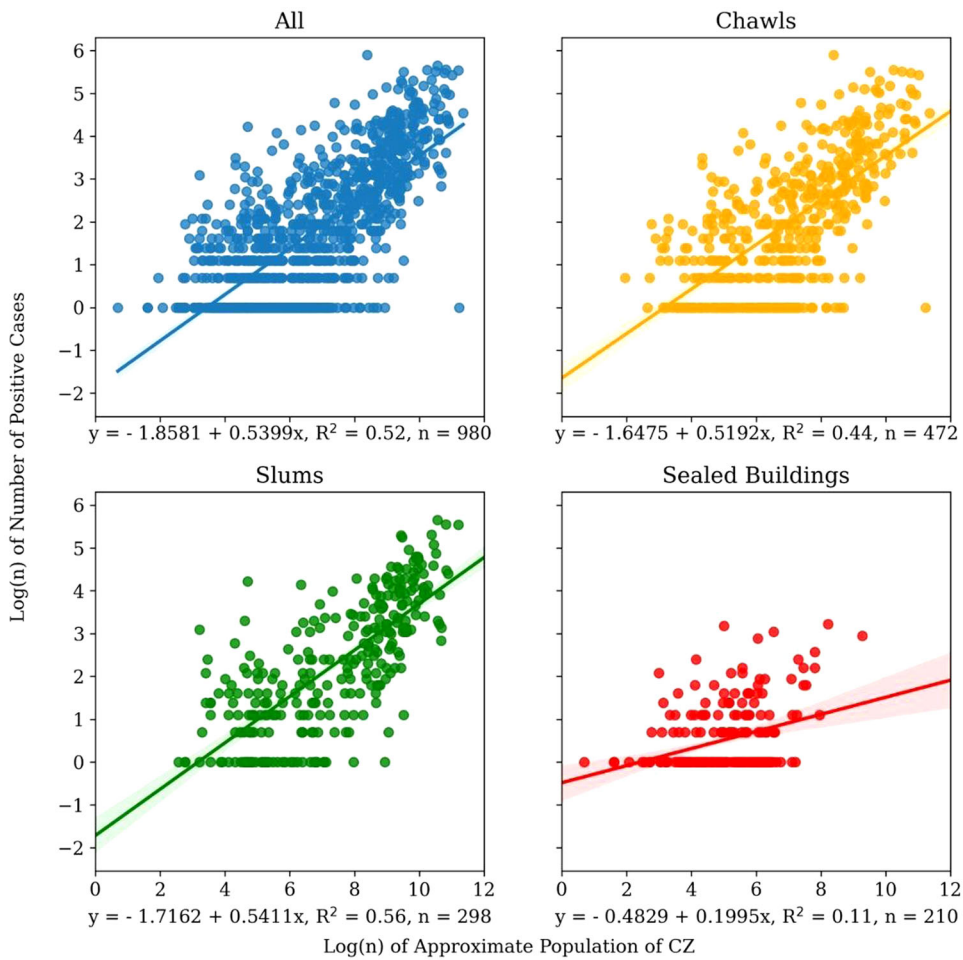 All
Chawls
6
5
4
3
2
1
0
−1
−2
y = - 1.8581 + 0.5399x, R² = 0.52, n = 980
y = - 1.6475 + 0.5192x, R² = 0.44, n = 472
Log(n) of Number of Positive Cases
Slums
Sealed Buildings
6
5
4
3
2
1
0
−1
−2
0 2 4 6 8 10 12
0 2 4 6 8 10 12
y = - 1.7162 + 0.5411x, R² = 0.56, n = 298
y = - 0.4829 + 0.1995x, R² = 0.11, n = 210
Log(n) of Approximate Population of CZ